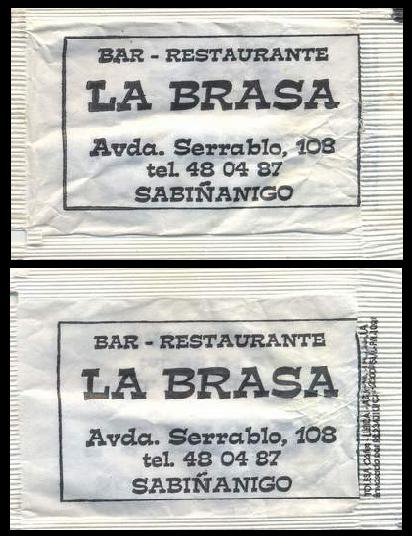 BAR - RESTAURANTE
LA BRASA
Avda. Serrablo, 108
tel. 48 04 87
SABIÑANIGO
BAR - RESTAURANTE
LA BRASA
Avda. Serrablo, 108
tel. 48 04 87
SABIÑANIGO